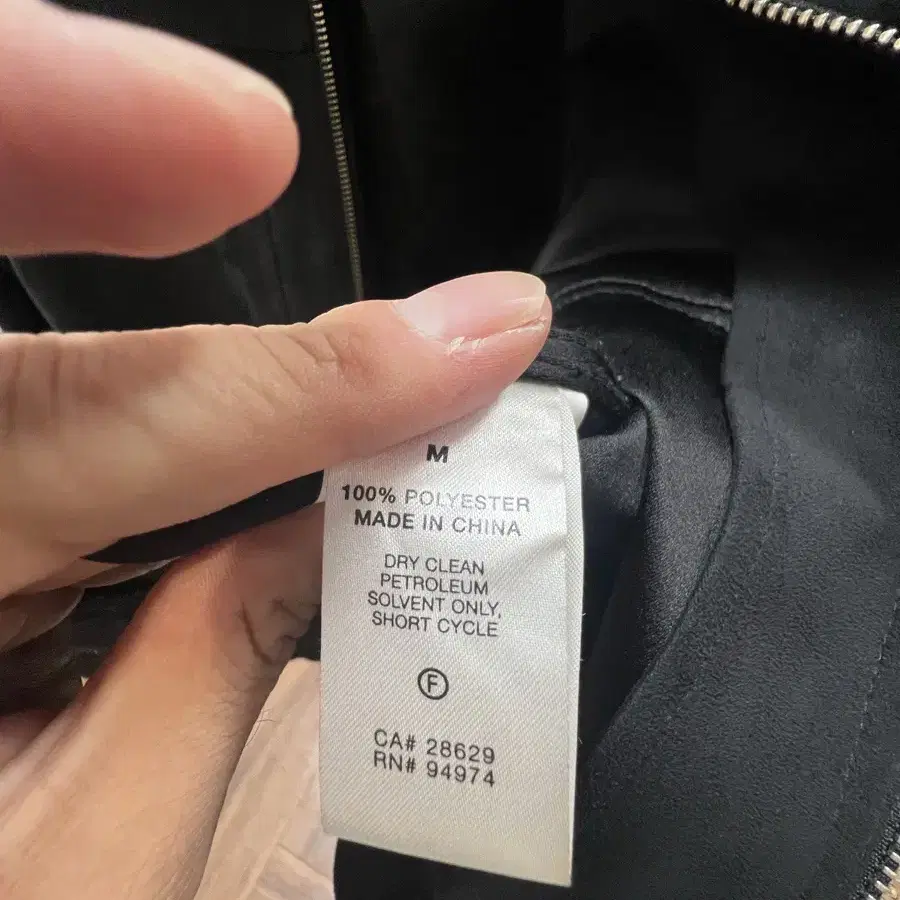 M
100% POLYESTER
MADE IN CHINA
DRY CLEAN
PETROLEUM
SOLVENT ONLY,
SHORT CYCLE
F
CA# 28629
RN# 94974